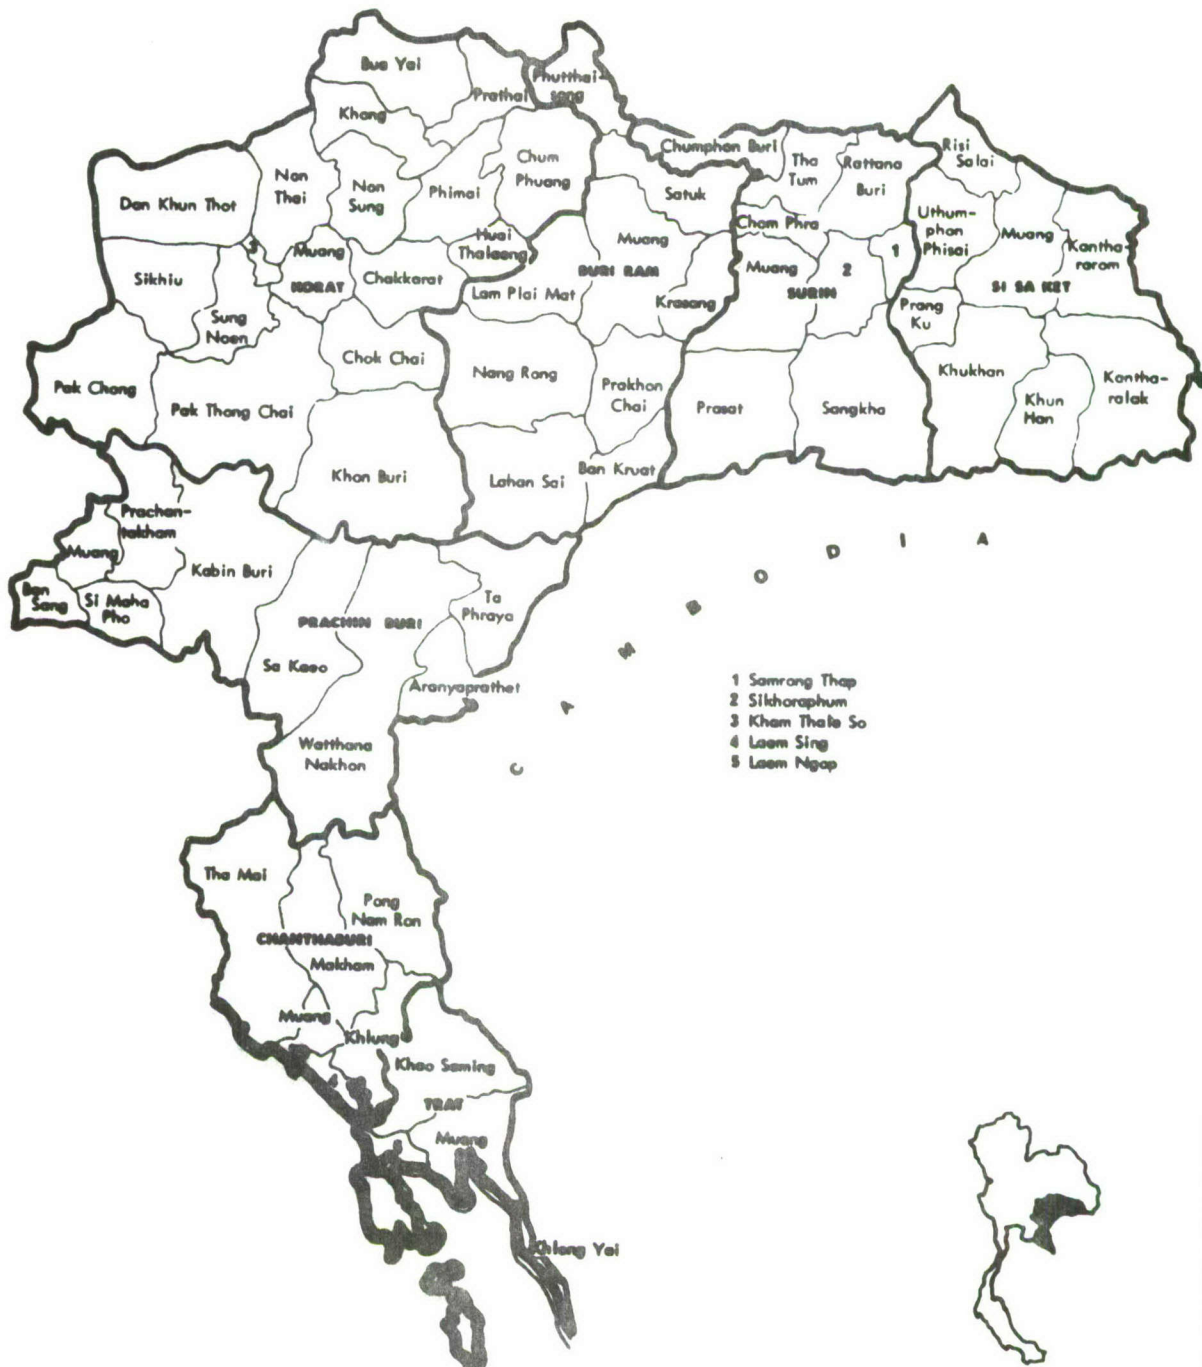 Bua Yai
Phutthai-
song
Prathai
Khong
Chumphon Buri
Tha
Tum
Rattana
Buri
Risi
Salai
Chum
Phuang
Non
Thai
Non
Sung
Phimai
Satuk
Dan Khun Thot
Cham Phra
Uthum-
phon
Phisai
Muang
Kantha-
rarom
Huai
Thalaeng
Muang
3
Muang
Sikhiu
KORAT
Chakkarat
BURI RAM
Muang
2
1
SURIN
SI SA KET
Lam Plai Mat
Krasang
Prang
Ku
Sung
Noen
Chok Chai
Nang Rong
Prakhon
Chai
Khukhan
Khun
Han
Kantha-
ralak
Pak Chong
Pak Thong Chai
Prasat
Sangkha
Khon Buri
Lahan Sai
Ban Kruat
Prachan-
takham
Muang
Kabin Buri
Ban
Sang
Si Maha
Pho
Ta
Phraya
PRACHIN BURI
Sa Kaeo
Aranyaprathet
Watthana
Nakhon
CAMBODIA
1 Samrong Thap
2 Sikhoraphum
3 Kham Thale So
4 Laem Sing
5 Laem Ngop
Tha Mai
Pong
Nam Ron
CHANTHABURI
Makham
Muang
Khlung
4
Khao Saming
TRAT
Muang
5
Khlong Yai